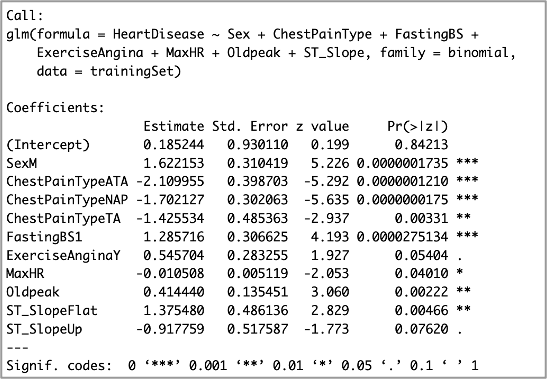 Call:
glm(formula = HeartDisease ~ Sex + ChestPainType + FastingBS +
    ExerciseAngina + MaxHR + Oldpeak + ST_Slope, family = binomial,
    data = trainingSet)

Coefficients:
                 Estimate Std. Error z value     Pr(>|z|)
(Intercept)      0.185244   0.930110   0.199      0.84213
SexM             1.622153   0.310419   5.226 0.0000001735 ***
ChestPainTypeATA -2.109955   0.398703  -5.292 0.0000001210 ***
ChestPainTypeNAP -1.702127   0.302063  -5.635 0.0000000175 ***
ChestPainTypeTA  -1.425534   0.485363  -2.937      0.00331 **
FastingBS1       1.285716   0.306625   4.193 0.0000275134 ***
ExerciseAnginaY  0.545704   0.283255   1.927      0.05404 .
MaxHR            -0.010508   0.005119  -2.053      0.04010 *
Oldpeak          0.414440   0.135451   3.060      0.00222 **
ST_SlopeFlat     1.375480   0.486136   2.829      0.00466 **
ST_SlopeUp       -0.917759   0.517587  -1.773      0.07620 .
---
Signif. codes:  0 ‘***’ 0.001 ‘**’ 0.01 ‘*’ 0.05 ‘.’ 0.1 ‘ ’ 1